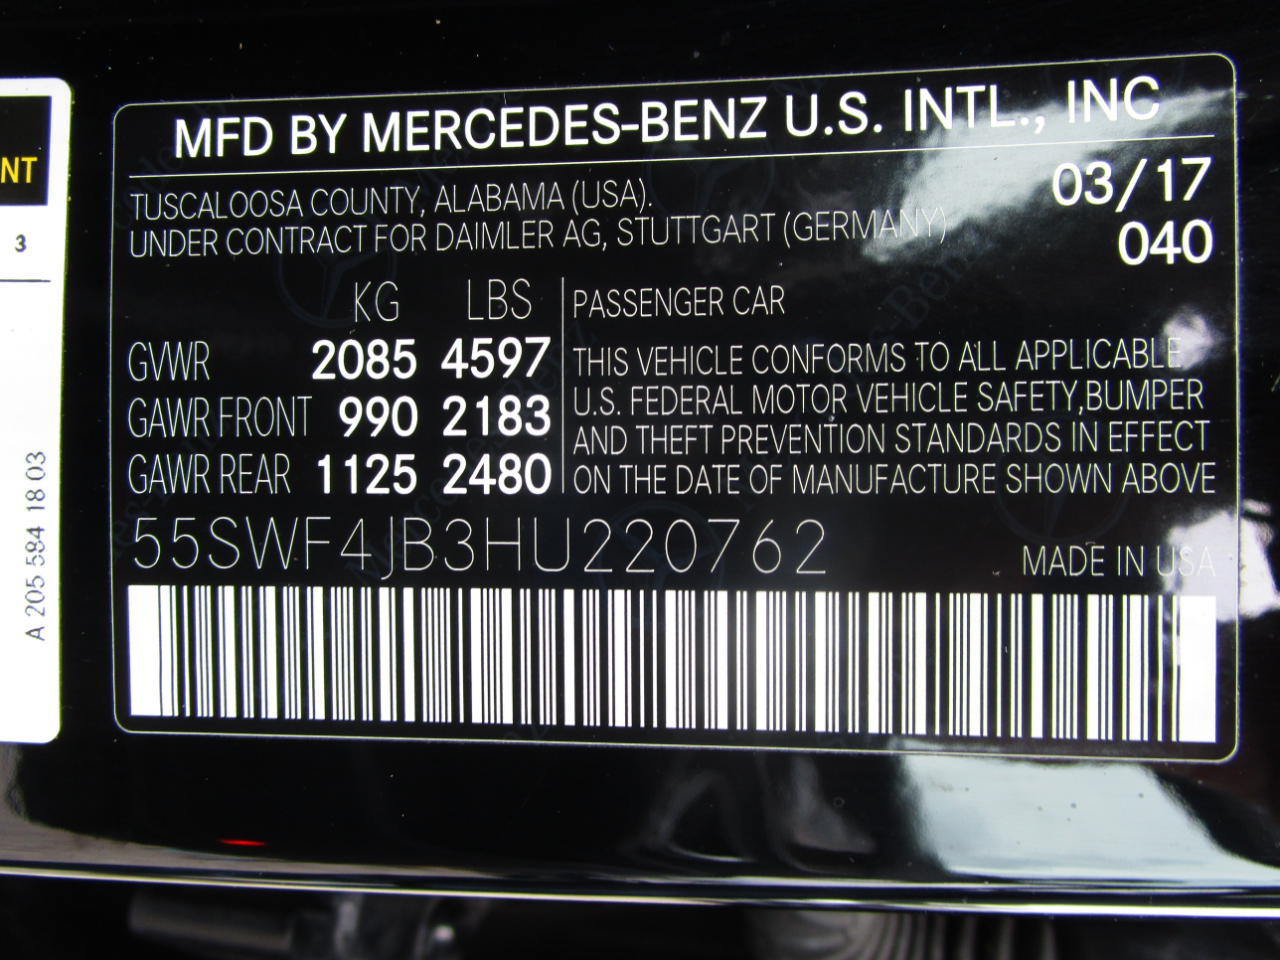 NT
3
A 205 584 18 03
MFD BY MERCEDES-BENZ U.S. INTL., INC
TUSCALOOSA COUNTY, ALABAMA (USA).
UNDER CONTRACT FOR DAIMLER AG, STUTTGART (GERMANY)
03/17
040
KG LBS
GVWR 2085 4597
GAWR FRONT 990 2183
GAWR REAR 1125 2480
PASSENGER CAR
THIS VEHICLE CONFORMS TO ALL APPLICABLE
U.S. FEDERAL MOTOR VEHICLE SAFETY,BUMPER
AND THEFT PREVENTION STANDARDS IN EFFECT
ON THE DATE OF MANUFACTURE SHOWN ABOVE
55SWF4JB3HU220762
MADE IN USA